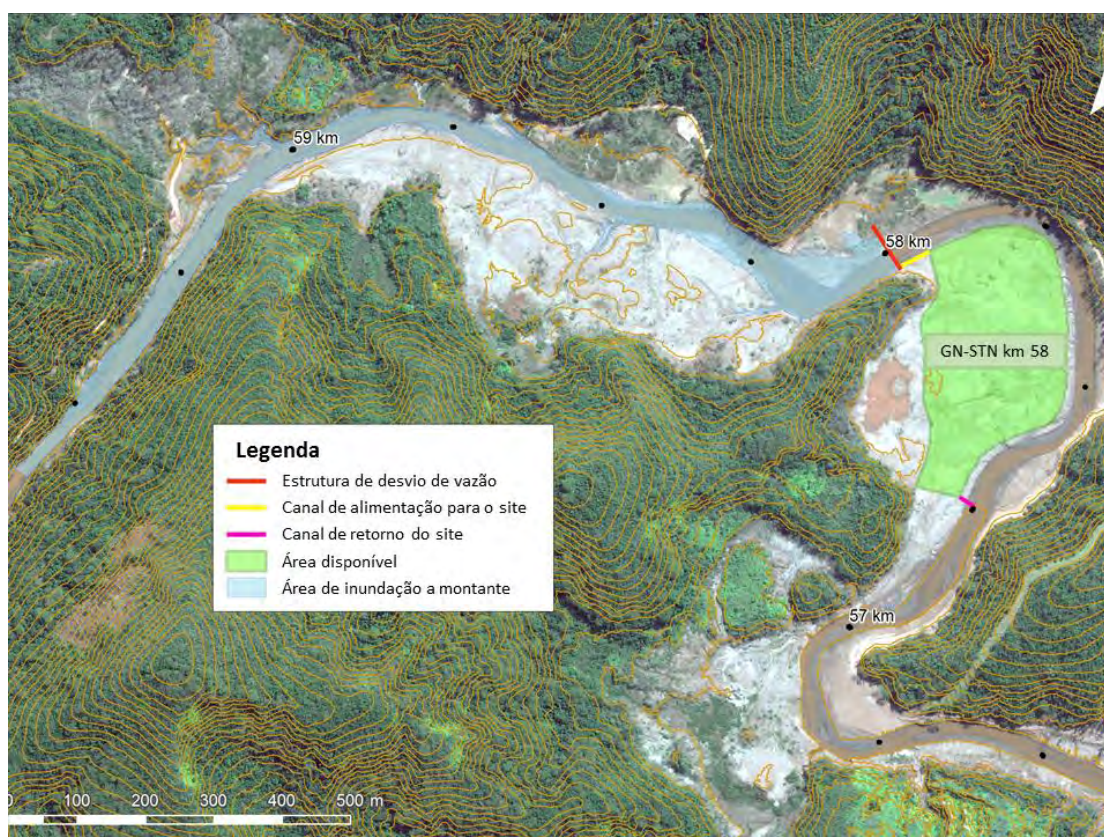 59 km
58 km
GN-STN km 58
Legenda
Estrutura de desvio de vazão
Canal de alimentação para o site
Canal de retorno do site
Área disponível
Área de inundação a montante
57 km
0 100 200 300 400 500 m